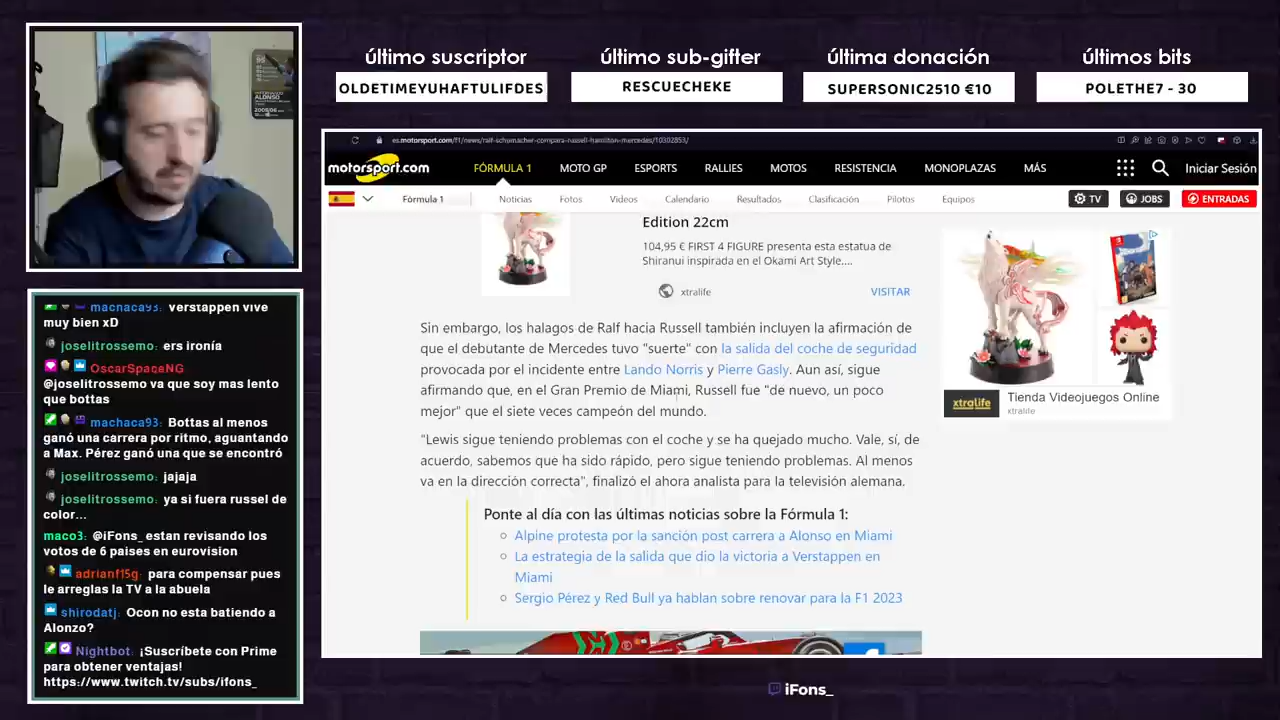 último suscriptor
OLDETIMEYUHAFTULIFDES
último sub-gifter
RESCUECHEKE
última donación
SUPERSONIC2510 €10
últimos bits
POLETHE7 - 30
ALONSO
es.motorsport.com/f1/news/ralf-schumacher-compara-russell-hamilton-mercedes/10302853/
motorsport.com
FÓRMULA 1
MOTO GP
ESPORTS
RALLIES
MOTOS
RESISTENCIA
MONOPLAZAS
MÁS
Iniciar Sesión
Fórmula 1
Noticias
Fotos
Videos
Calendario
Resultados
Clasificación
Pilotos
Equipos
TV
JOBS
ENTRADAS
Edition 22cm
104,95 € FIRST 4 FIGURE presenta esta estatua de
Shiranui inspirada en el Okami Art Style....
xtralife
VISITAR
Sin embargo, los halagos de Ralf hacia Russell también incluyen la afirmación de
que el debutante de Mercedes tuvo "suerte" con la salida del coche de seguridad
provocada por el incidente entre Lando Norris y Pierre Gasly. Aun así, sigue
afirmando que, en el Gran Premio de Miami, Russell fue "de nuevo, un poco
mejor" que el siete veces campeón del mundo.
"Lewis sigue teniendo problemas con el coche y se ha quejado mucho. Vale, sí, de
acuerdo, sabemos que ha sido rápido, pero sigue teniendo problemas. Al menos
va en la dirección correcta", finalizó el ahora analista para la televisión alemana.
Ponte al día con las últimas noticias sobre la Fórmula 1:
Alpine protesta por la sanción post carrera a Alonso en Miami
La estrategia de la salida que dio la victoria a Verstappen en
Miami
Sergio Pérez y Red Bull ya hablan sobre renovar para la F1 2023
xtralife
Tienda Videojuegos Online
xtralife
machaca93: verstappen vive
muy bien xD
joselitrossemo: ers ironía
OscarSpaceNG:
@joselitrossemo va que soy mas lento
que bottas
machaca93: Bottas al menos
ganó una carrera por ritmo, aguantando
a Max. Pérez ganó una que se encontró
joselitrossemo: jajaja
joselitrossemo: ya si fuera russel de
color...
maco3: @iFons_ estan revisando los
votos de 6 paises en eurovision
adrianf15g: para compensar pues
le arreglas la TV a la abuela
shirodatj: Ocon no esta batiendo a
Alonzo?
Nightbot: ¡Suscríbete con Prime
para obtener ventajas!
https://www.twitch.tv/subs/ifons_
iFons_